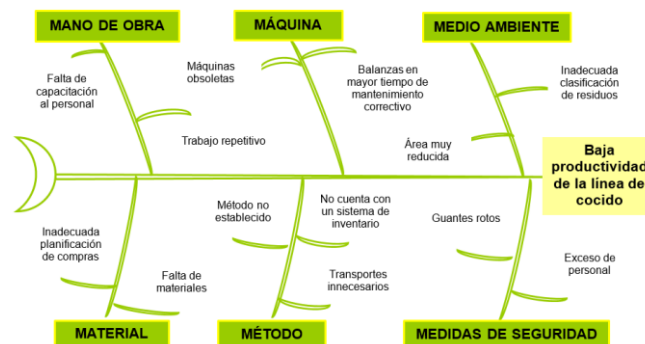 MANO DE OBRA
MÁQUINA
MEDIO AMBIENTE
Falta de
capacitación
al personal
Máquinas
obsoletas
Trabajo repetitivo
Balanzas en
mayor tiempo de
mantenimiento
correctivo
Área muy
reducida
Inadecuada
clasificación
de residuos
Baja
productividad
de la línea de
cocido
Inadecuada
planificación
de compras
Falta de
materiales
Método no
establecido
No cuenta con
un sistema de
inventario
Transportes
innecesarios
Guantes rotos
Exceso de
personal
MATERIAL
MÉTODO
MEDIDAS DE SEGURIDAD